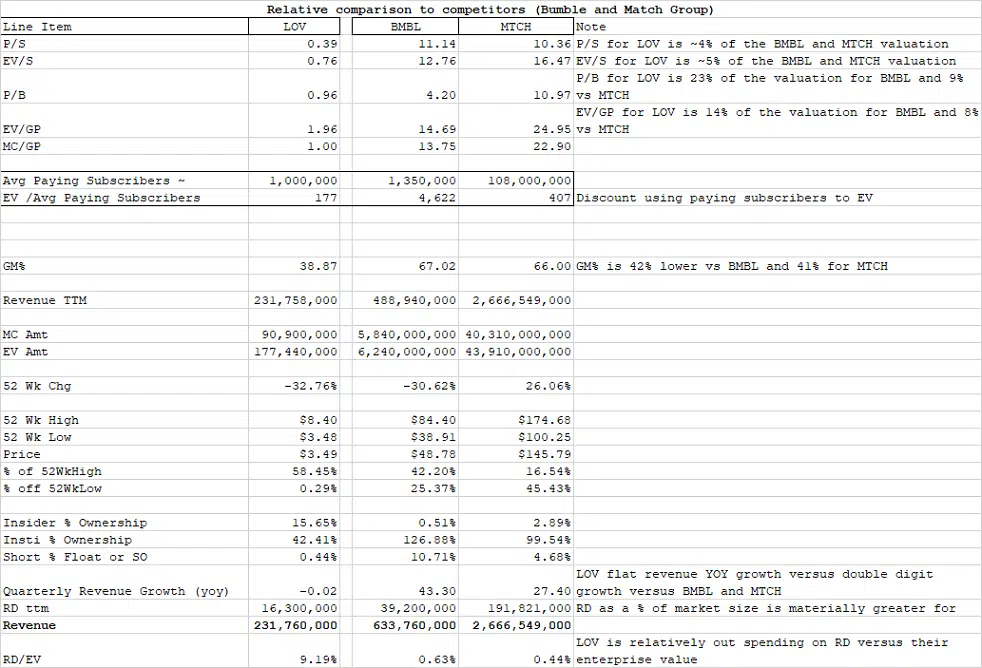 Relative comparison to competitors (Bumble and Match Group)
Line Item LOV BMBL MTCH Note
P/S 0.39 11.14 10.36 P/S for LOV is ~4% of the BMBL and MTCH valuation
EV/S 0.76 12.76 16.47 EV/S for LOV is ~5% of the BMBL and MTCH valuation
P/B for LOV is 23% of the valuation for BMBL and 9%
P/B 0.96 4.20 10.97 vs MTCH
EV/GP for LOV is 14% of the valuation for BMBL and 8%
EV/GP 1.96 14.69 24.95 vs MTCH
MC/GP 1.00 13.75 22.90
Avg Paying Subscribers ~ 1,000,000 1,350,000 108,000,000
EV /Avg Paying Subscribers 177 4,622 407 Discount using paying subscribers to EV
GM% 38.87 67.02 66.00 GM% is 42% lower vs BMBL and 41% for MTCH
Revenue TTM 231,758,000 488,940,000 2,666,549,000
MC Amt 90,900,000 5,840,000,000 40,310,000,000
EV Amt 177,440,000 6,240,000,000 43,910,000,000
52 Wk Chg -32.76% -30.62% 26.06%
52 Wk High $8.40 $84.40 $174.68
52 Wk Low $3.48 $38.91 $100.25
Price $3.49 $48.78 $145.79
% of 52WkHigh 58.45% 42.20% 16.54%
% off 52WkLow 0.29% 25.37% 45.43%
Insider % Ownership 15.65% 0.51% 2.89%
Insti % Ownership 42.41% 126.88% 99.54%
Short % Float or SO 0.44% 10.71% 4.68%
LOV flat revenue YOY growth versus double digit
Quarterly Revenue Growth (yoy) -0.02 43.30 27.40 growth versus BMBL and MTCH
RD ttm 16,300,000 39,200,000 191,821,000 RD as a % of market size is materially greater for
Revenue 231,760,000 633,760,000 2,666,549,000
LOV is relatively out spending on RD versus their
RD/EV 9.19% 0.63% 0.44% enterprise value